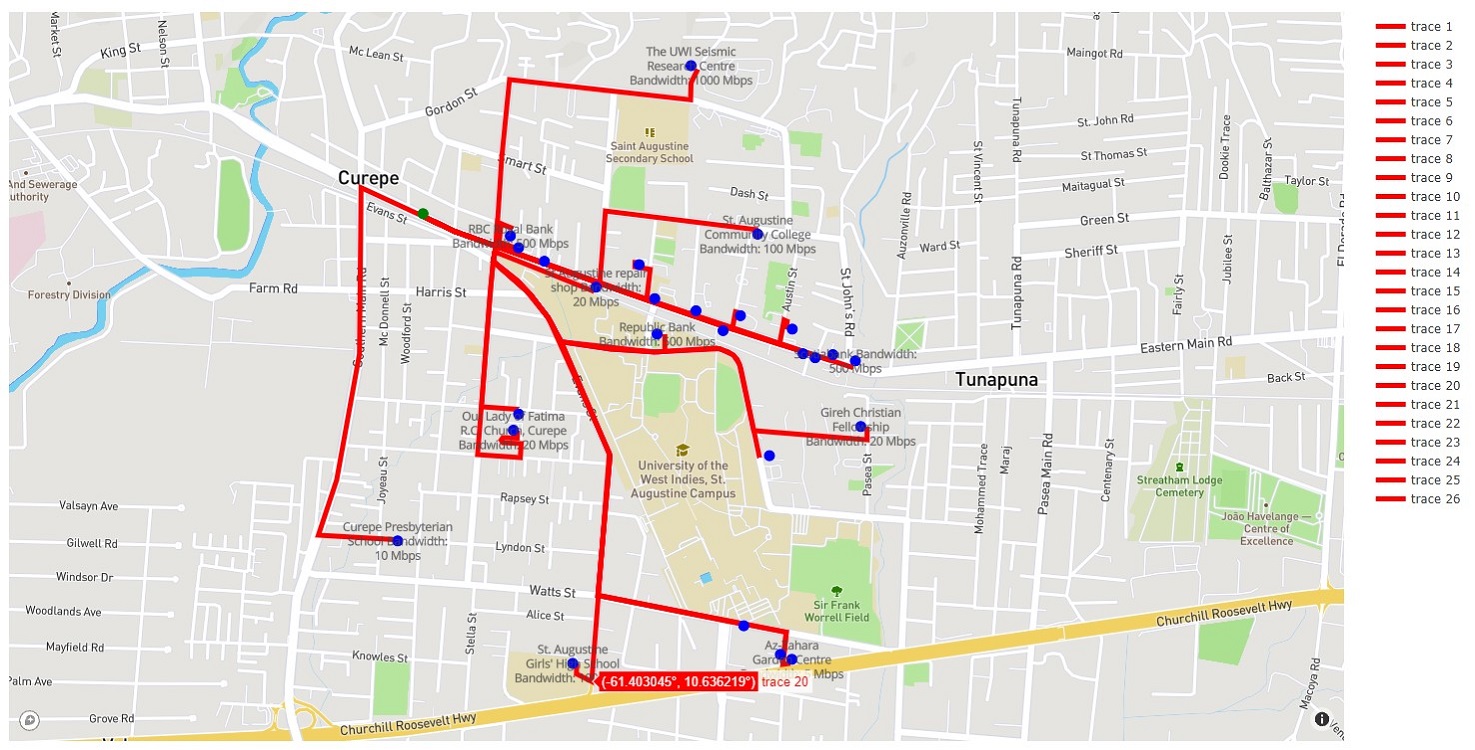 Market St
King St
Nelson St
Mc Lean St
Gordon St
The UWI Seismic
Research Centre
Bandwidth: 1000 Mbps
Maingot Rd
Tunapuna Rd
St. John Rd
St Thomas St
Maitagual St
Green St
Sheriff St
St Vincent St
Dookie Trace
Balthazar St
Taylor St
Saint Augustine
Secondary School
Smart St
Dash St
Curepe
Evans St
And Sewerage
Forestry Division
Farm Rd
Harris St
RBC Royal Bank
St. Augustine
Community College
Bandwidth: 100 Mbps
Auzonville Rd
Ward St
Austin St
St John's Rd
Tunapuna Rd
Fairly St
Jubilee St
St Augustine repair
shop Bandwidth:
20 Mbps
Republic Bank
Bandwidth: 500 Mbps
Scotiabank Bandwidth:
500 Mbps
Eastern Main Rd
Back St
Tunapuna
Southern Main Rd
Mc Donnell St
Woodford St
Evans St
Our Lady of Fatima
R.C. Church, Curepe
Bandwidth: 20 Mbps
Gireh Christian
Fellowship
Bandwidth: 20 Mbps
University of the
West Indies, St.
Augustine Campus
Pasea St
Mohammed Trace
Maraj
Pasea Main Rd
Centenary St
Streatham Lodge
Cemetery
João Havelange —
Centre of
Excellence
Joyeau St
Rapsey St
Valsayn Ave
Gilwell Rd
Windsor Dr
Woodlands Ave
Mayfield Rd
Palm Ave
Grove Rd
Curepe Presbyterian
School Bandwidth:
10 Mbps
Lyndon St
Watts St
Alice St
Stella St
Knowles St
Sir Frank
Worrell Field
St. Augustine
Girls' High School
Az-Zahara
Garden Centre
(-61.403045°, 10.636219°) trace 20
Churchill Roosevelt Hwy
Churchill Roosevelt Hwy
Macoya Rd
trace 1
trace 2
trace 3
trace 4
trace 5
trace 6
trace 7
trace 8
trace 9
trace 10
trace 11
trace 12
trace 13
trace 14
trace 15
trace 16
trace 17
trace 18
trace 19
trace 20
trace 21
trace 22
trace 23
trace 24
trace 25
trace 26